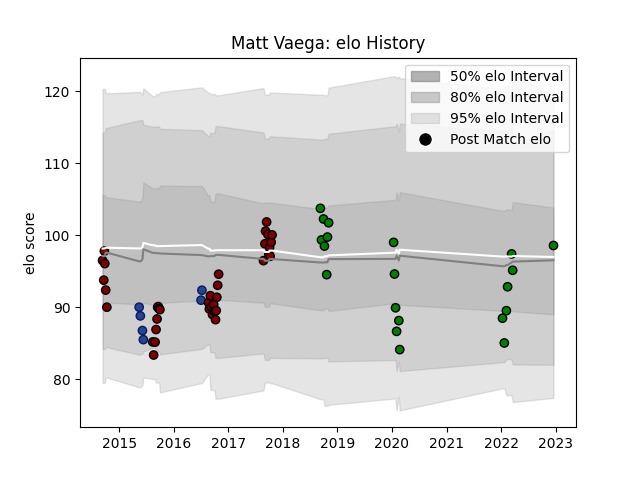 Matt Vaega: elo History
50% elo Interval
80% elo Interval
95% elo Interval
Post Match elo
elo score
120
110
100
90
80
2015 2016 2017 2018 2019 2020 2021 2022 2023